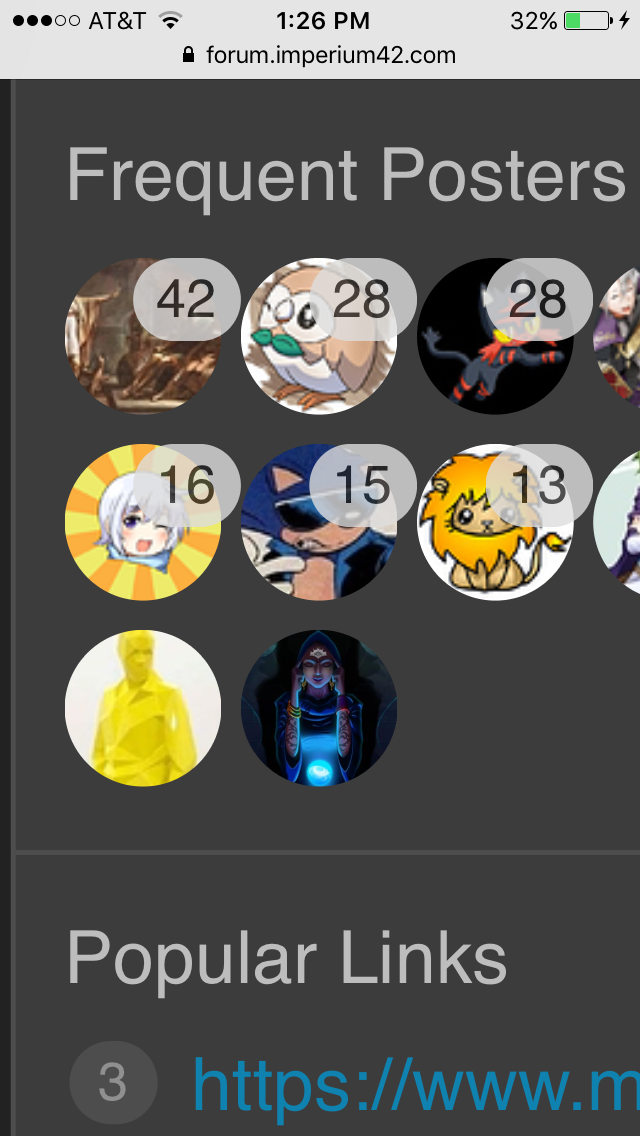 AT&T 1:26 PM 32%
forum.imperium42.com
Frequent Posters
42 28 28
16 15 13
Popular Links
3 https://www.m